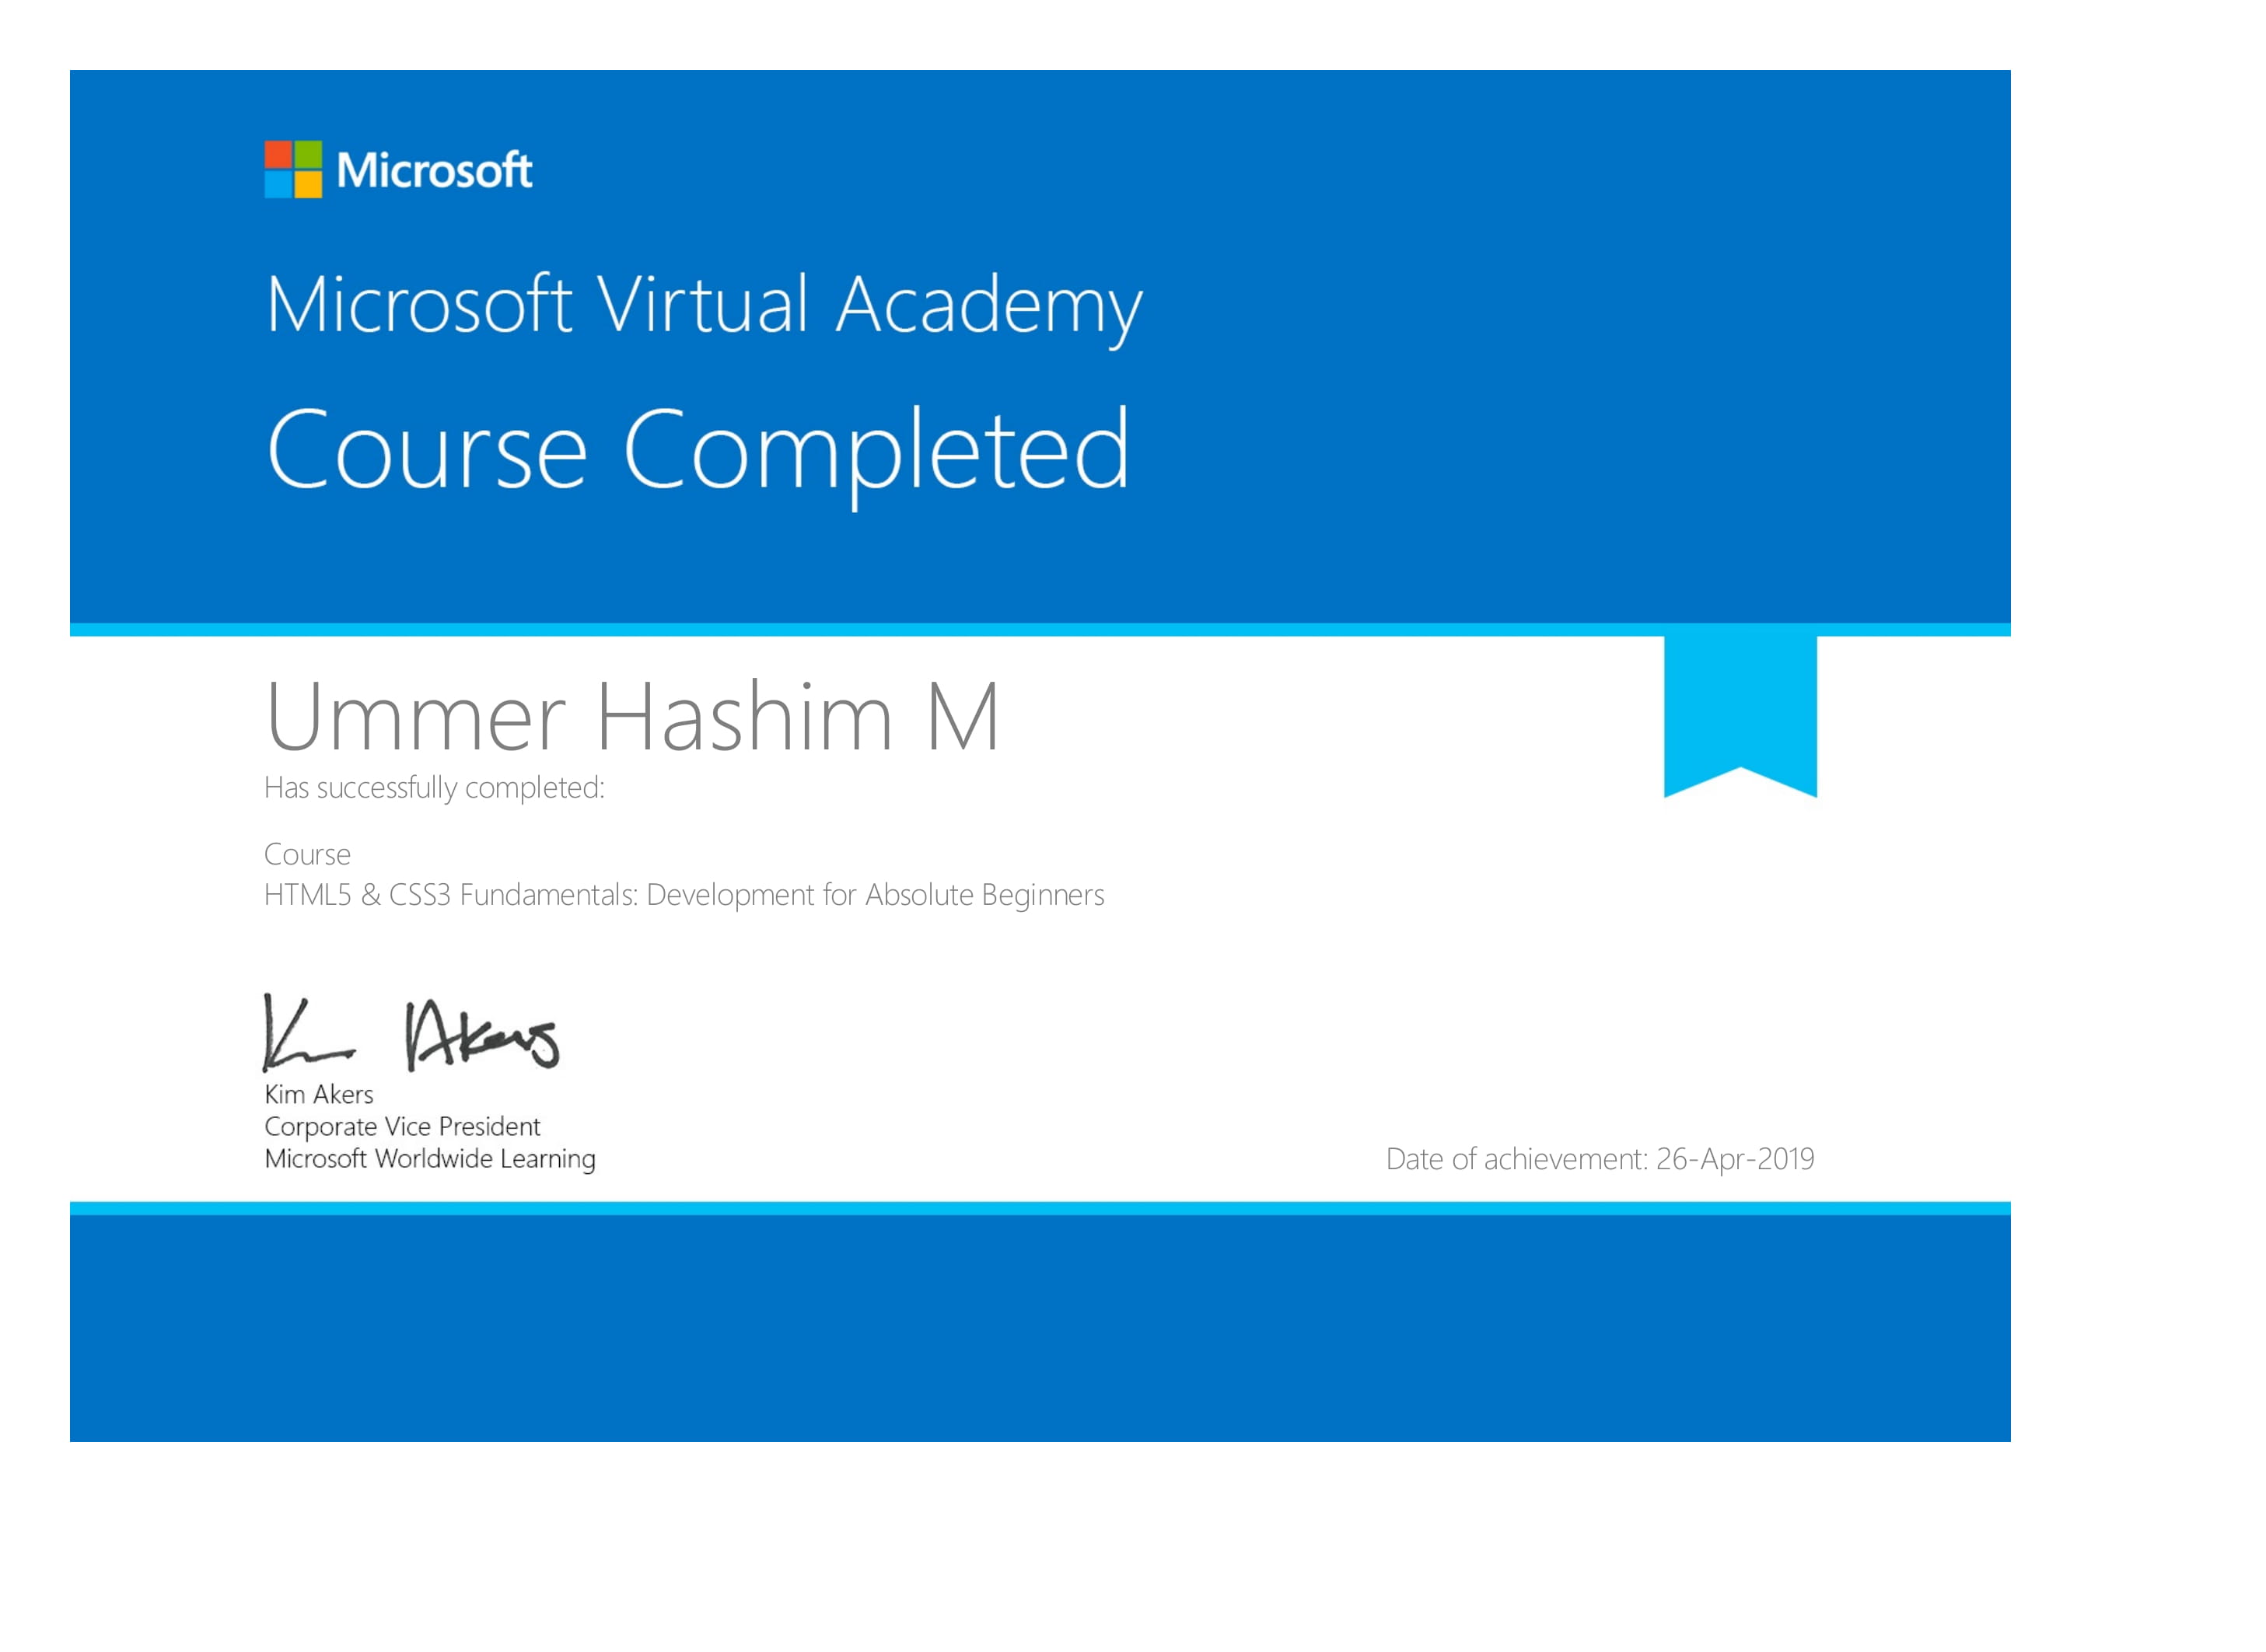 Microsoft
Microsoft Virtual Academy
Course Completed
Ummer Hashim M
Has successfully completed:
Course
HTML5 & CSS3 Fundamentals: Development for Absolute Beginners
Kim Akers
Kim Akers
Corporate Vice President
Microsoft Worldwide Learning
Date of achievement: 26-Apr-2019